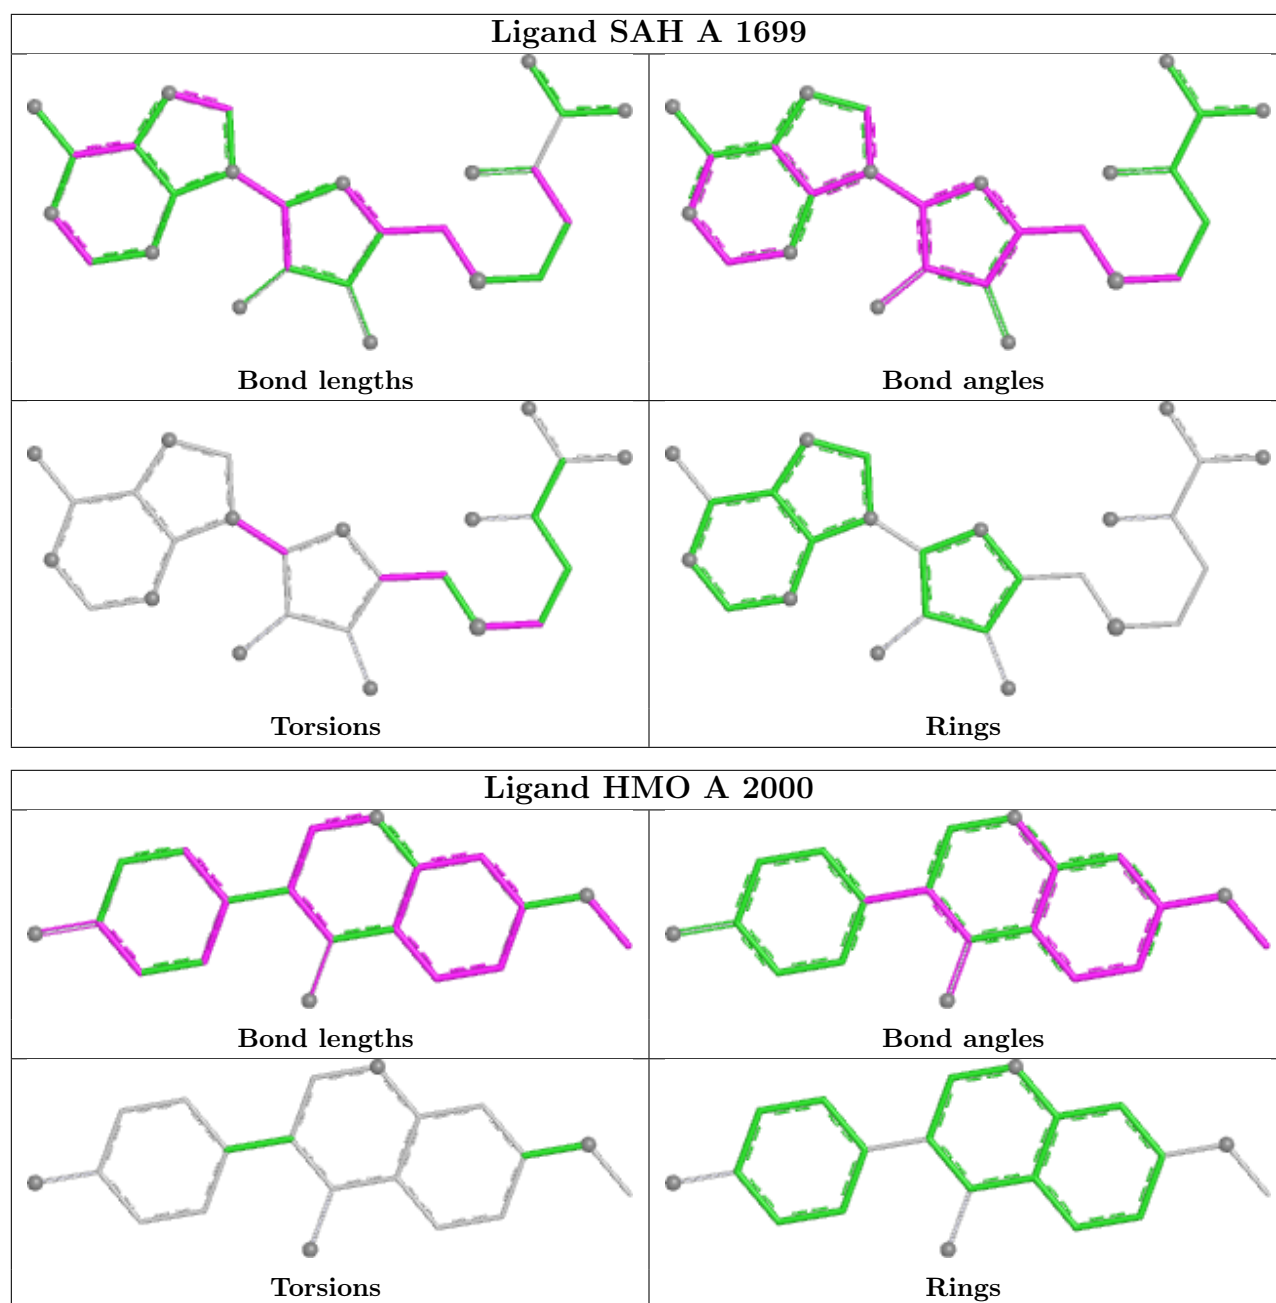 Ligand SAH A 1699
Bond lengths
Bond angles
Torsions
Rings
Ligand HMO A 2000
Bond lengths
Bond angles
Torsions
Rings